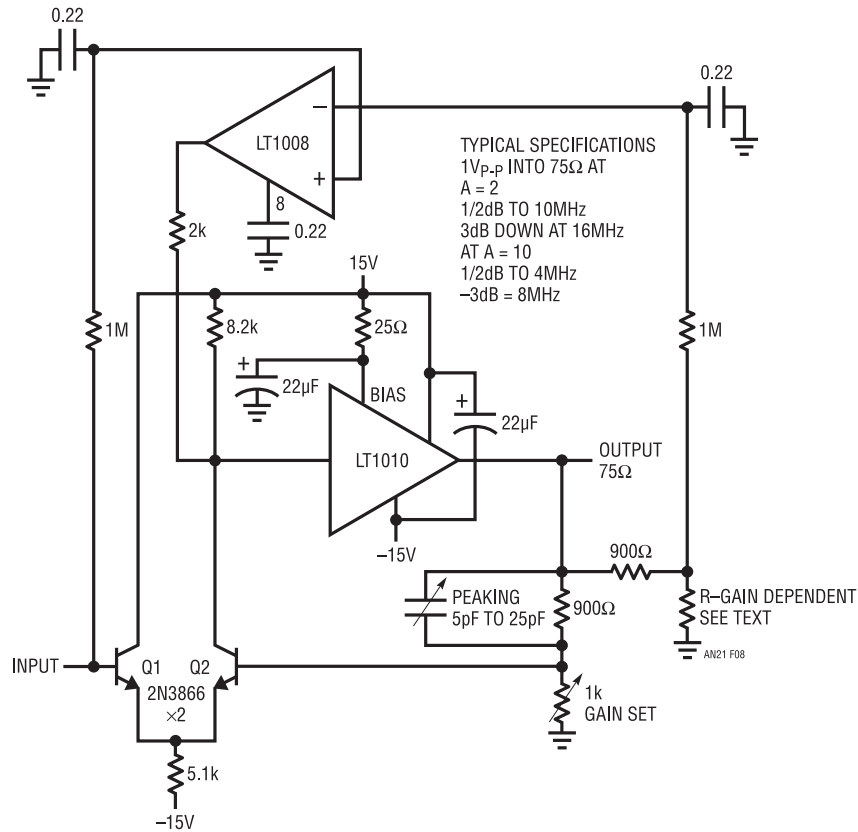 0.22
0.22
LT1008
−
+
8
0.22
2k
TYPICAL SPECIFICATIONS
1VP-P INTO 75Ω AT
A = 2
1/2dB TO 10MHz
3dB DOWN AT 16MHz
AT A = 10
1/2dB TO 4MHz
–3dB = 8MHz
15V
1M
8.2k
25Ω
1M
+
22µF
BIAS
+
22µF
LT1010
OUTPUT
75Ω
–15V
900Ω
PEAKING
5pF TO 25pF
900Ω
R–GAIN DEPENDENT
SEE TEXT
AN21 F08
INPUT
Q1
Q2
2N3866
×2
1k
GAIN SET
5.1k
–15V